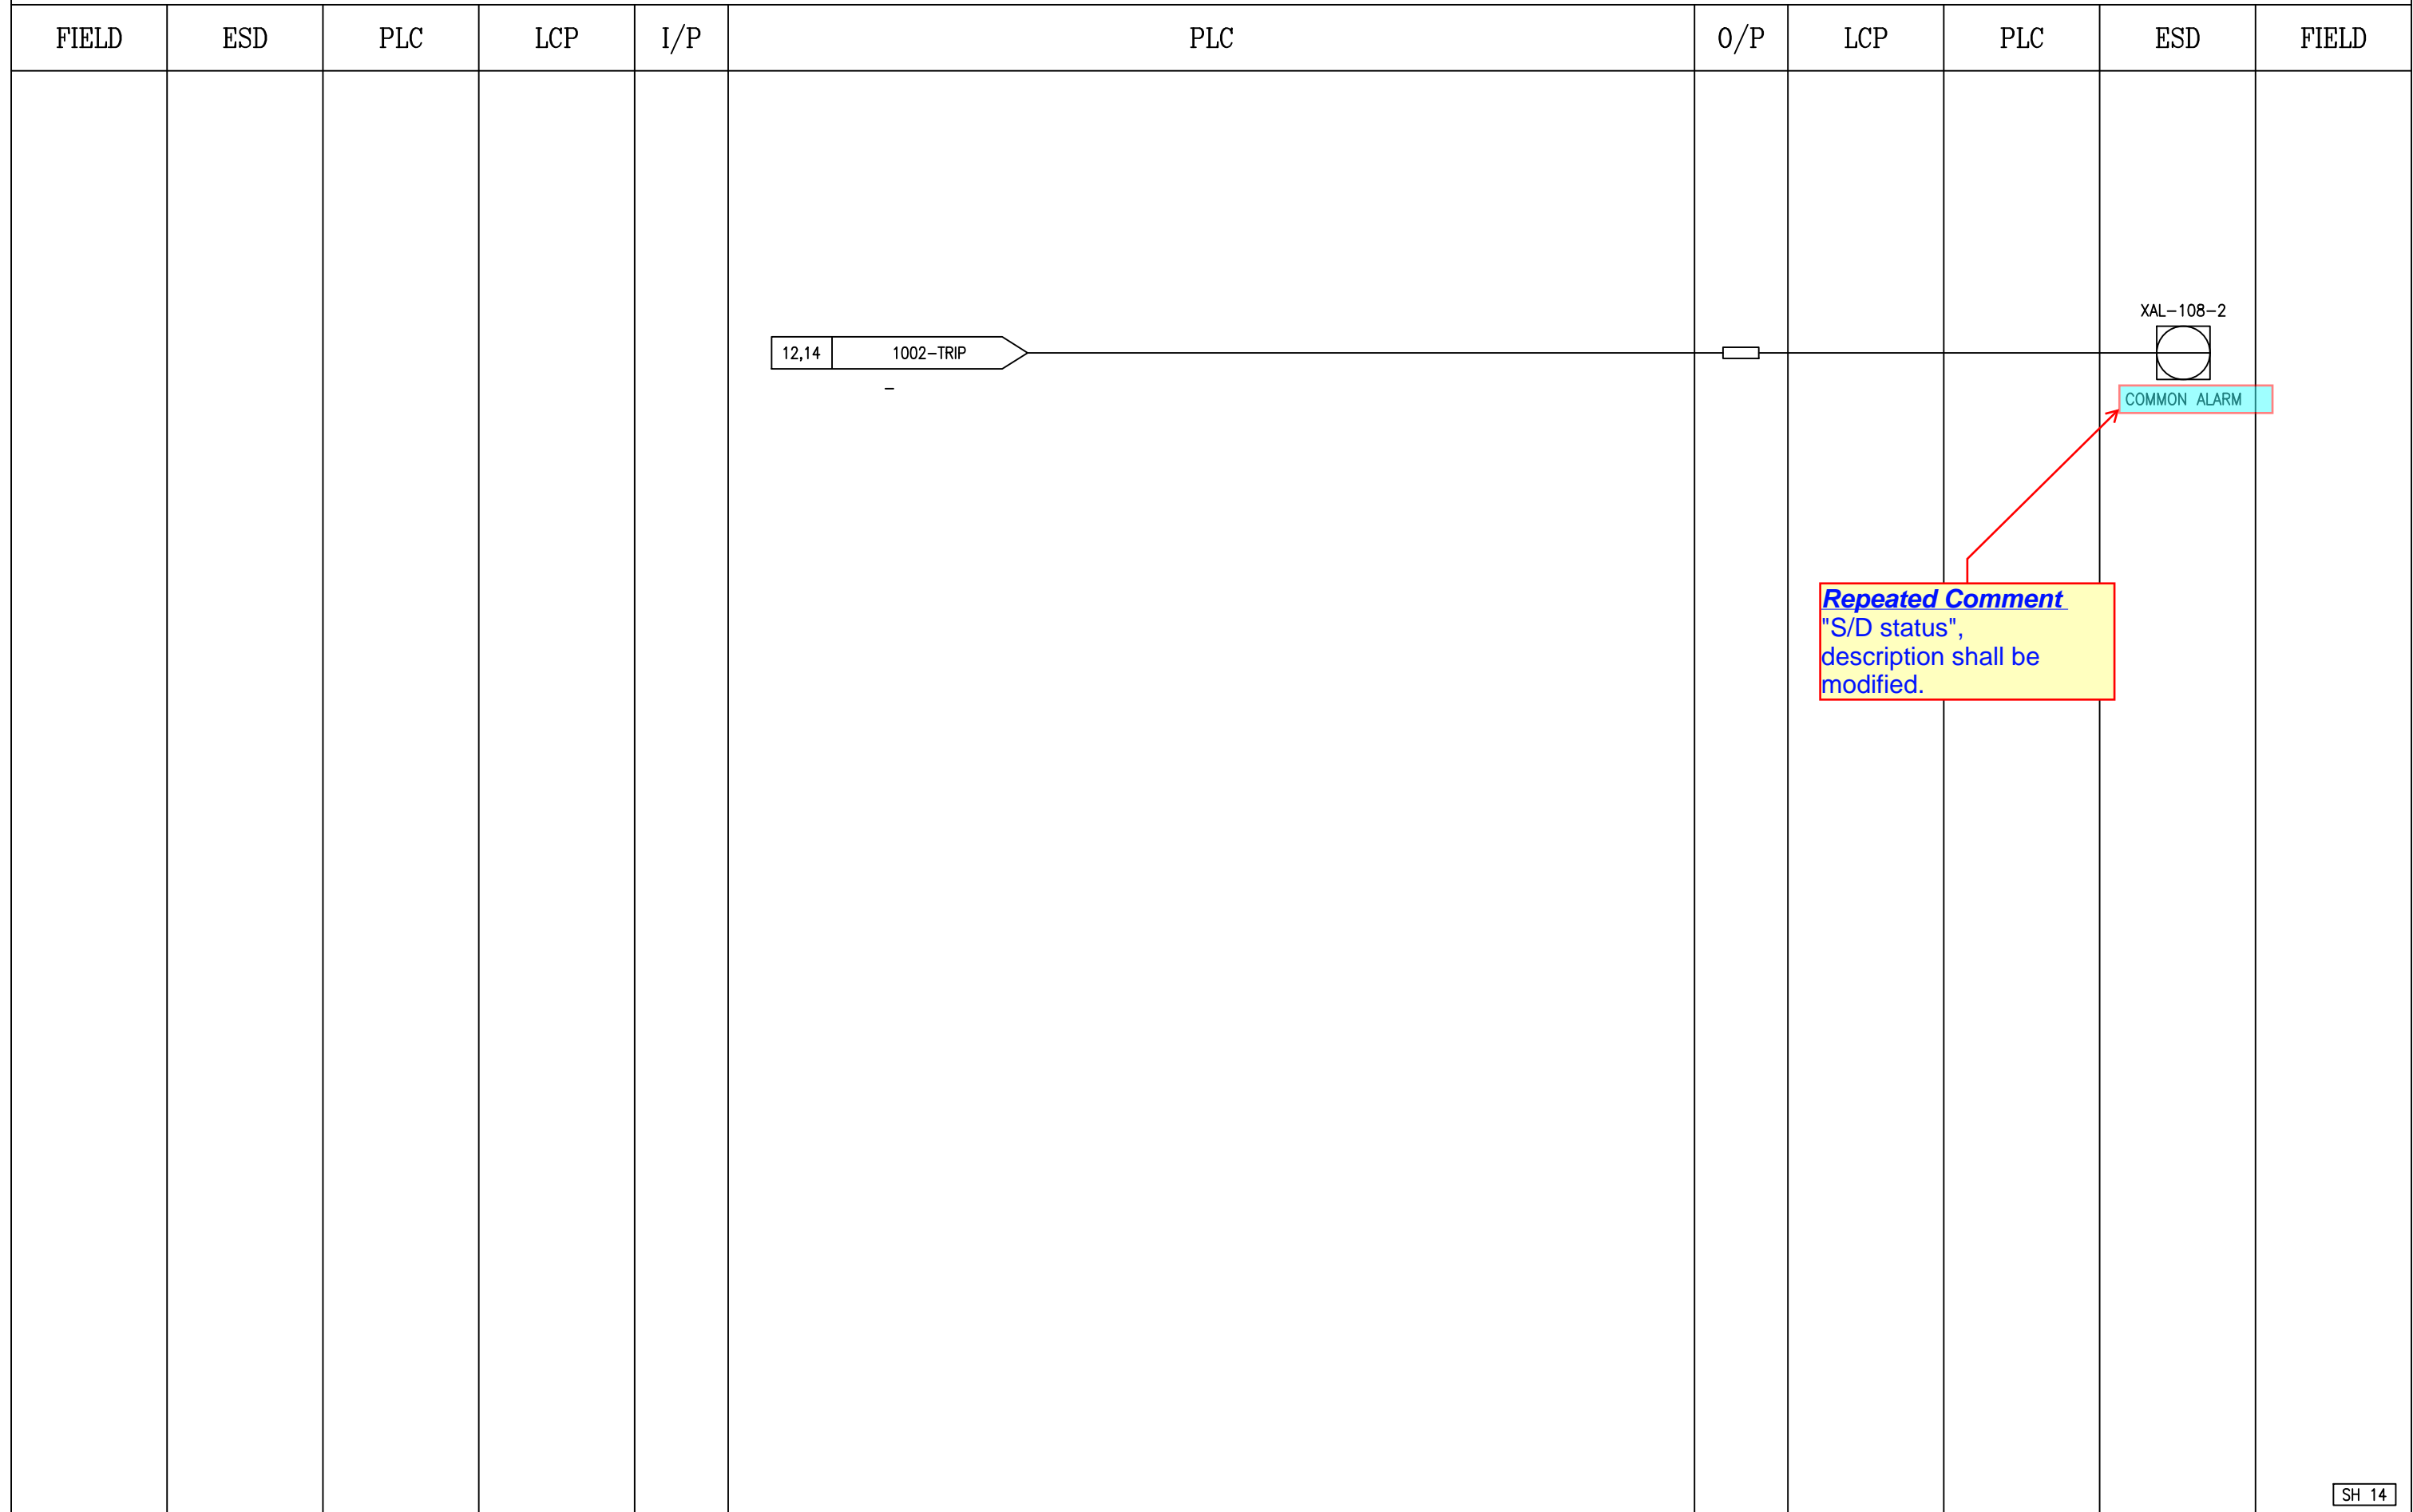 FIELD ESD PLC LCP I/P PLC O/P LCP PLC ESD FIELD
XAL-108-2
12,14 1002-TRIP
-
COMMON ALARM
Repeated Comment
"S/D status",
description shall be
modified.
SH 14